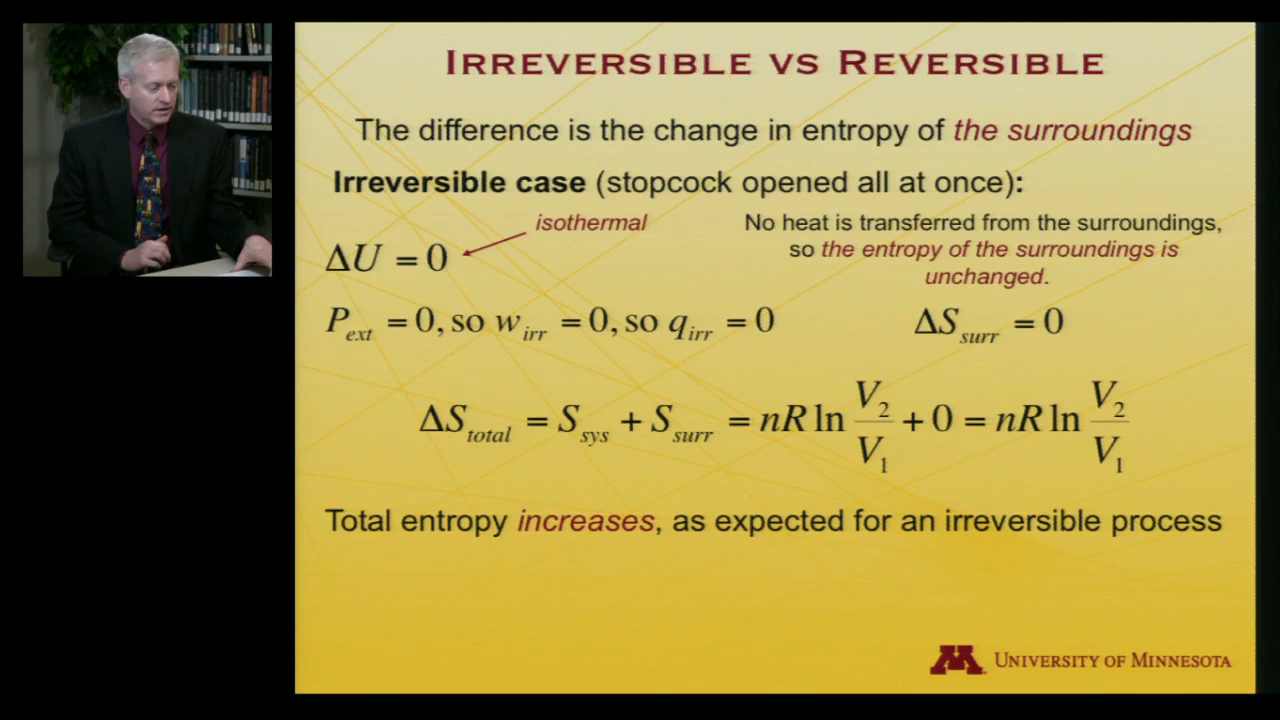 IRREVERSIBLE VS REVERSIBLE
The difference is the change in entropy of the surroundings
Irreversible case (stopcock opened all at once):
isothermal
ΔU = 0
No heat is transferred from the surroundings,
so the entropy of the surroundings is
unchanged.
P_ext = 0, so w_irr = 0, so q_irr = 0
ΔS_surr = 0
ΔS_total = S_sys + S_surr = nR ln V_2/V_1 + 0 = nR ln V_2/V_1
Total entropy increases, as expected for an irreversible process
M UNIVERSITY OF MINNESOTA